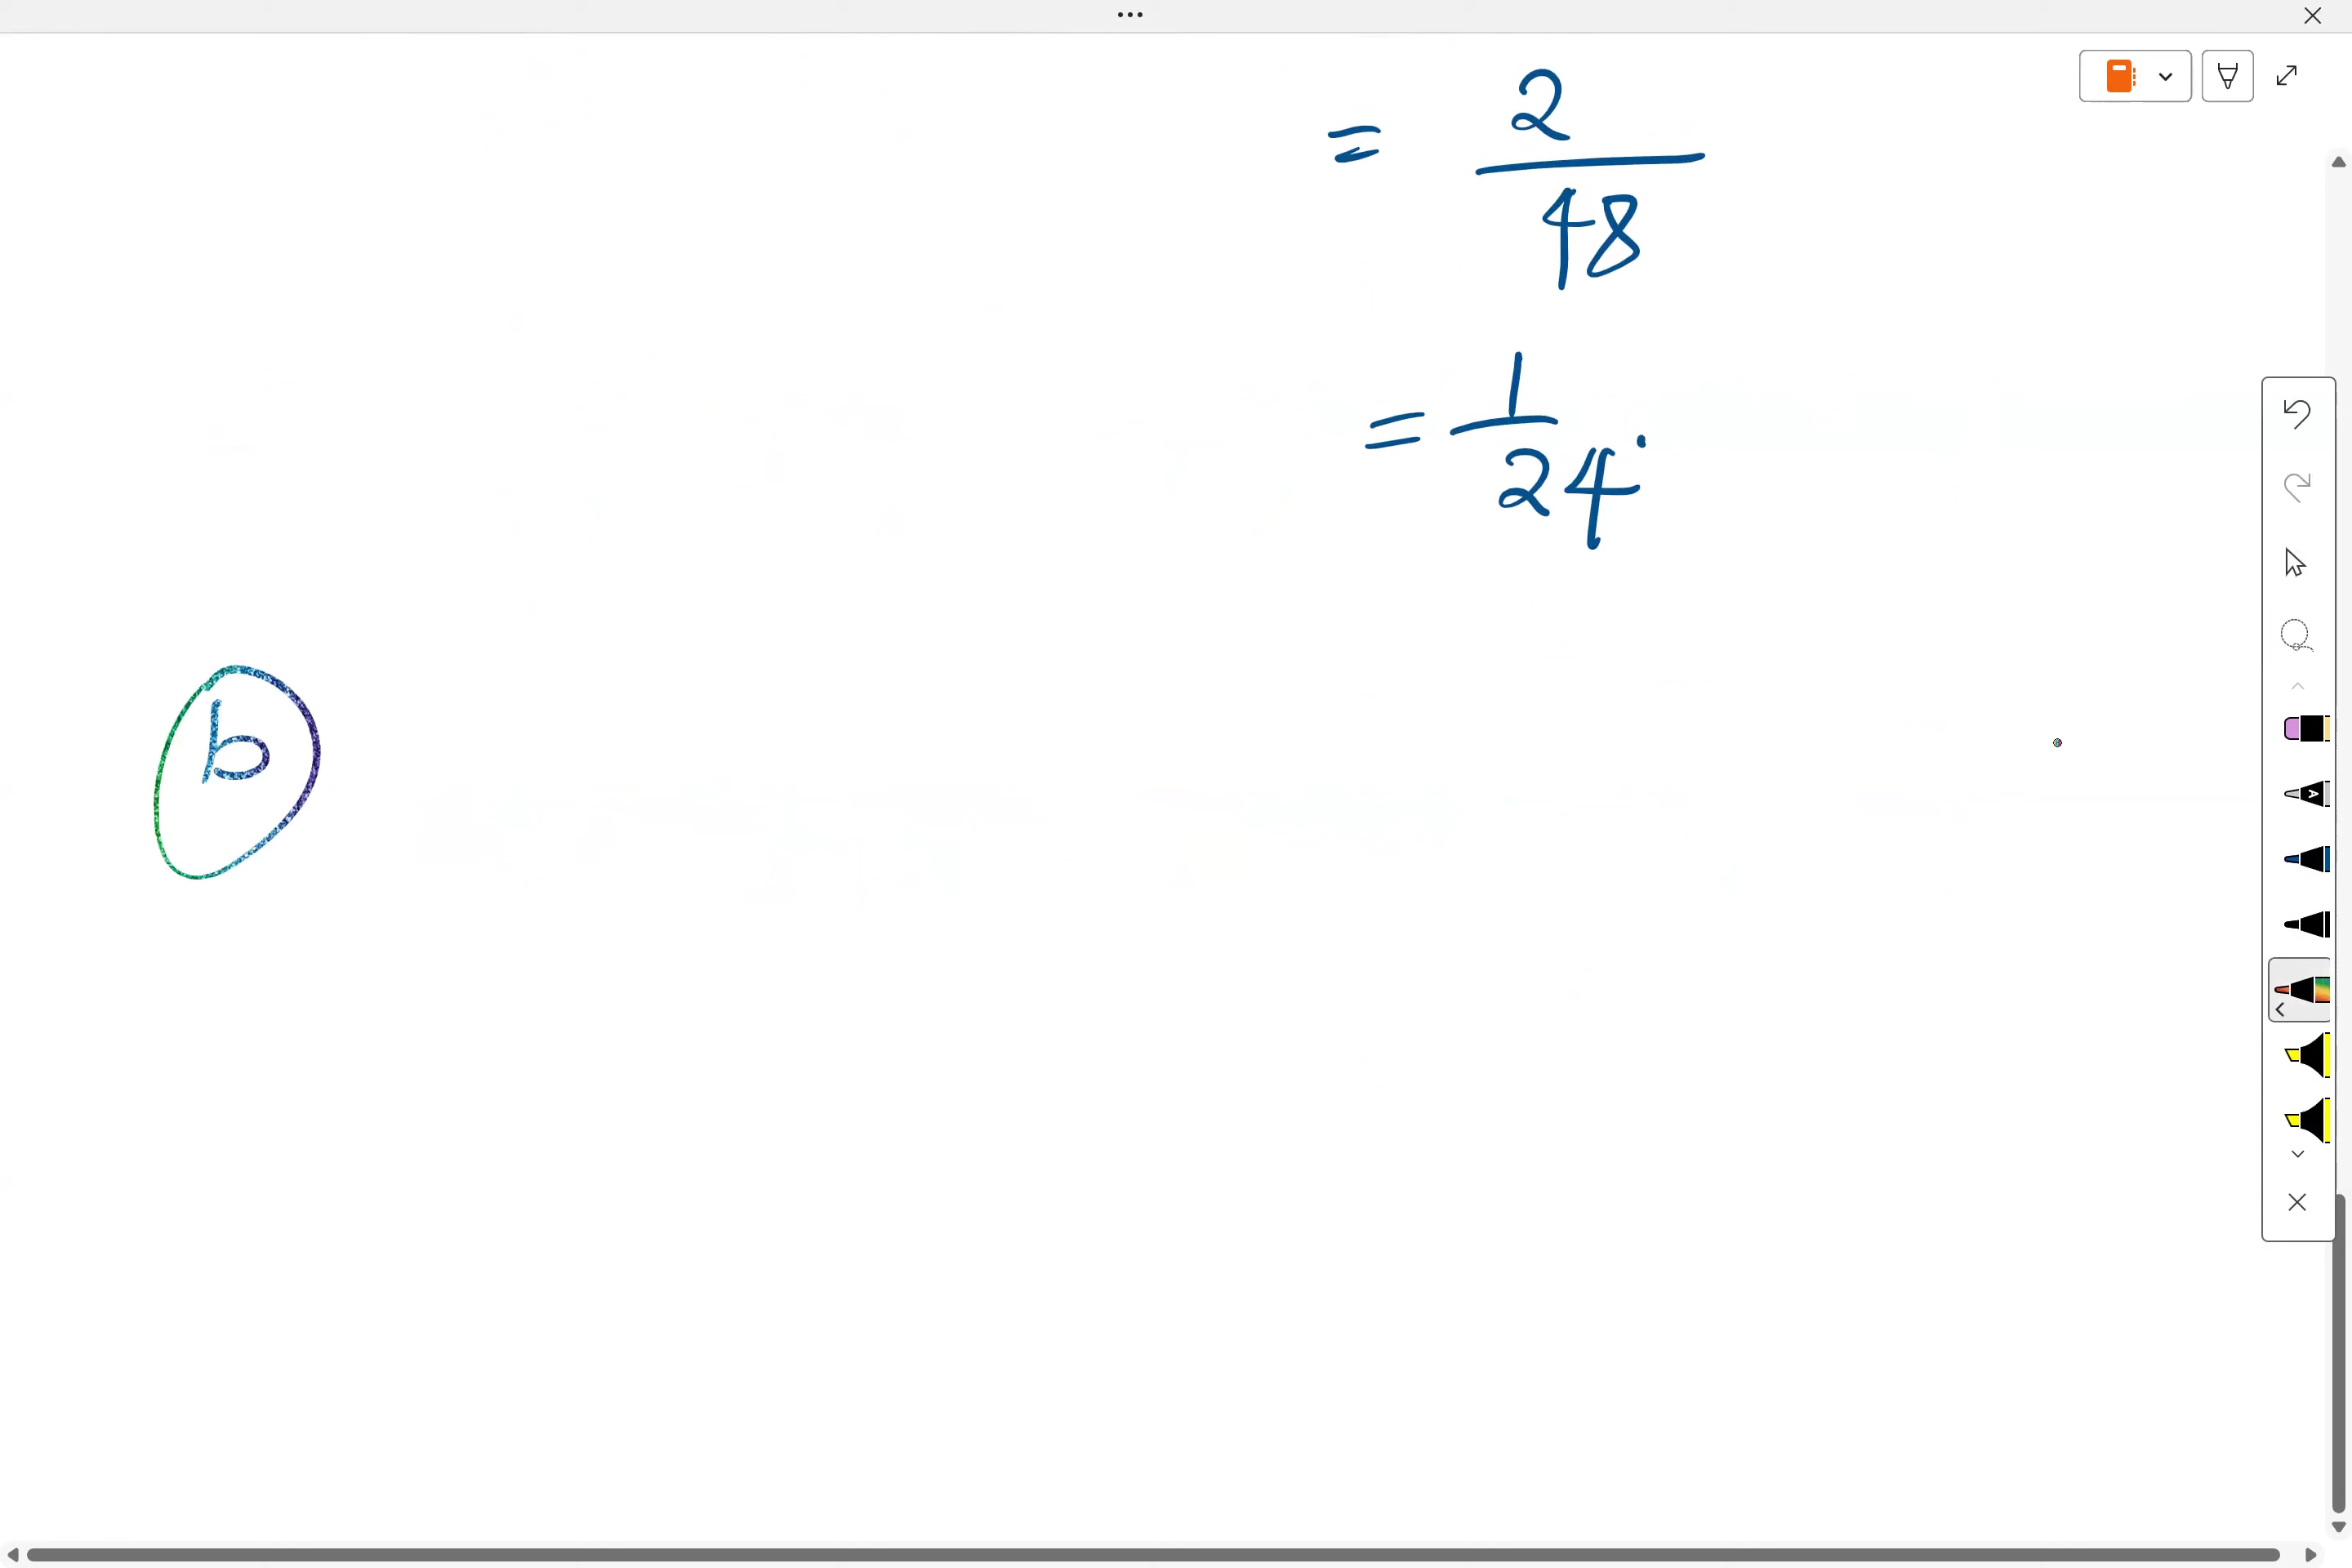 = 2/48
= 1/24.
b